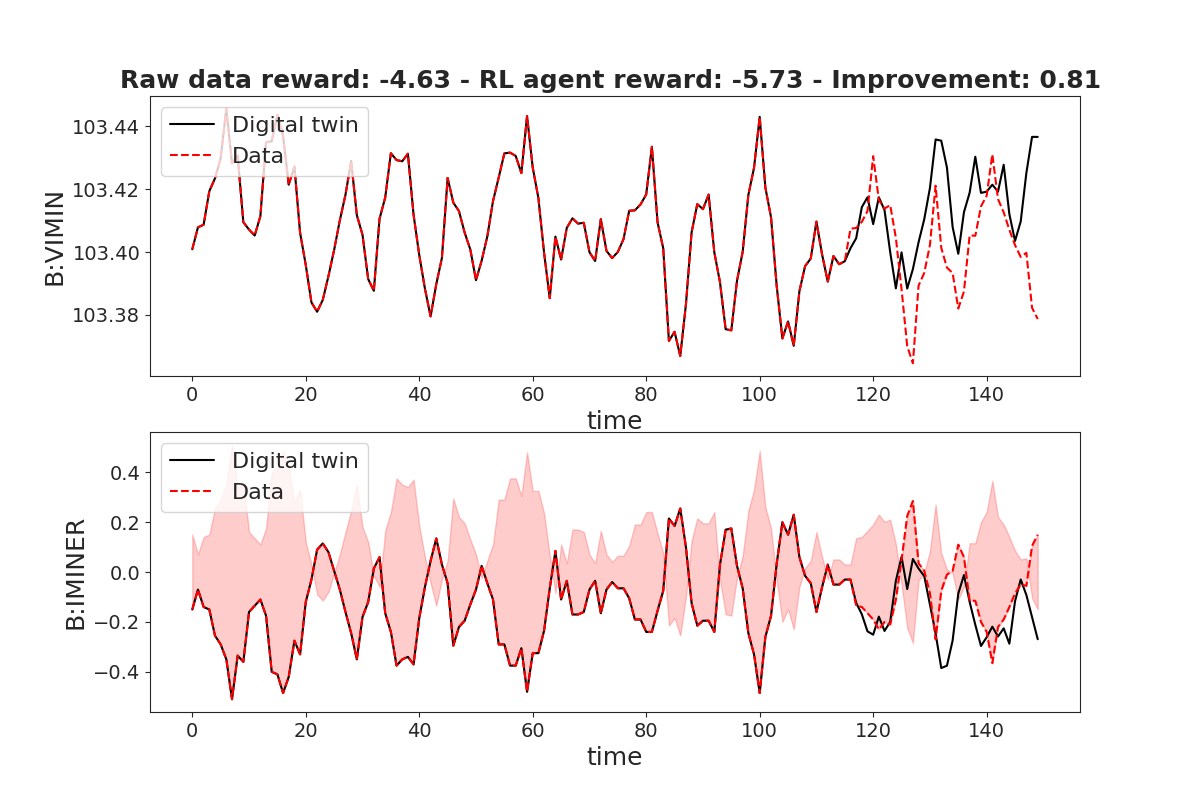 Raw data reward: -4.63 - RL agent reward: -5.73 - Improvement: 0.81
103.44
103.42
103.40
103.38
B:VIMIN
Digital twin
Data
0 20 40 60 80 100 120 140
time
0.4
0.2
0.0
−0.2
−0.4
B:IMINER
Digital twin
Data
0 20 40 60 80 100 120 140
time